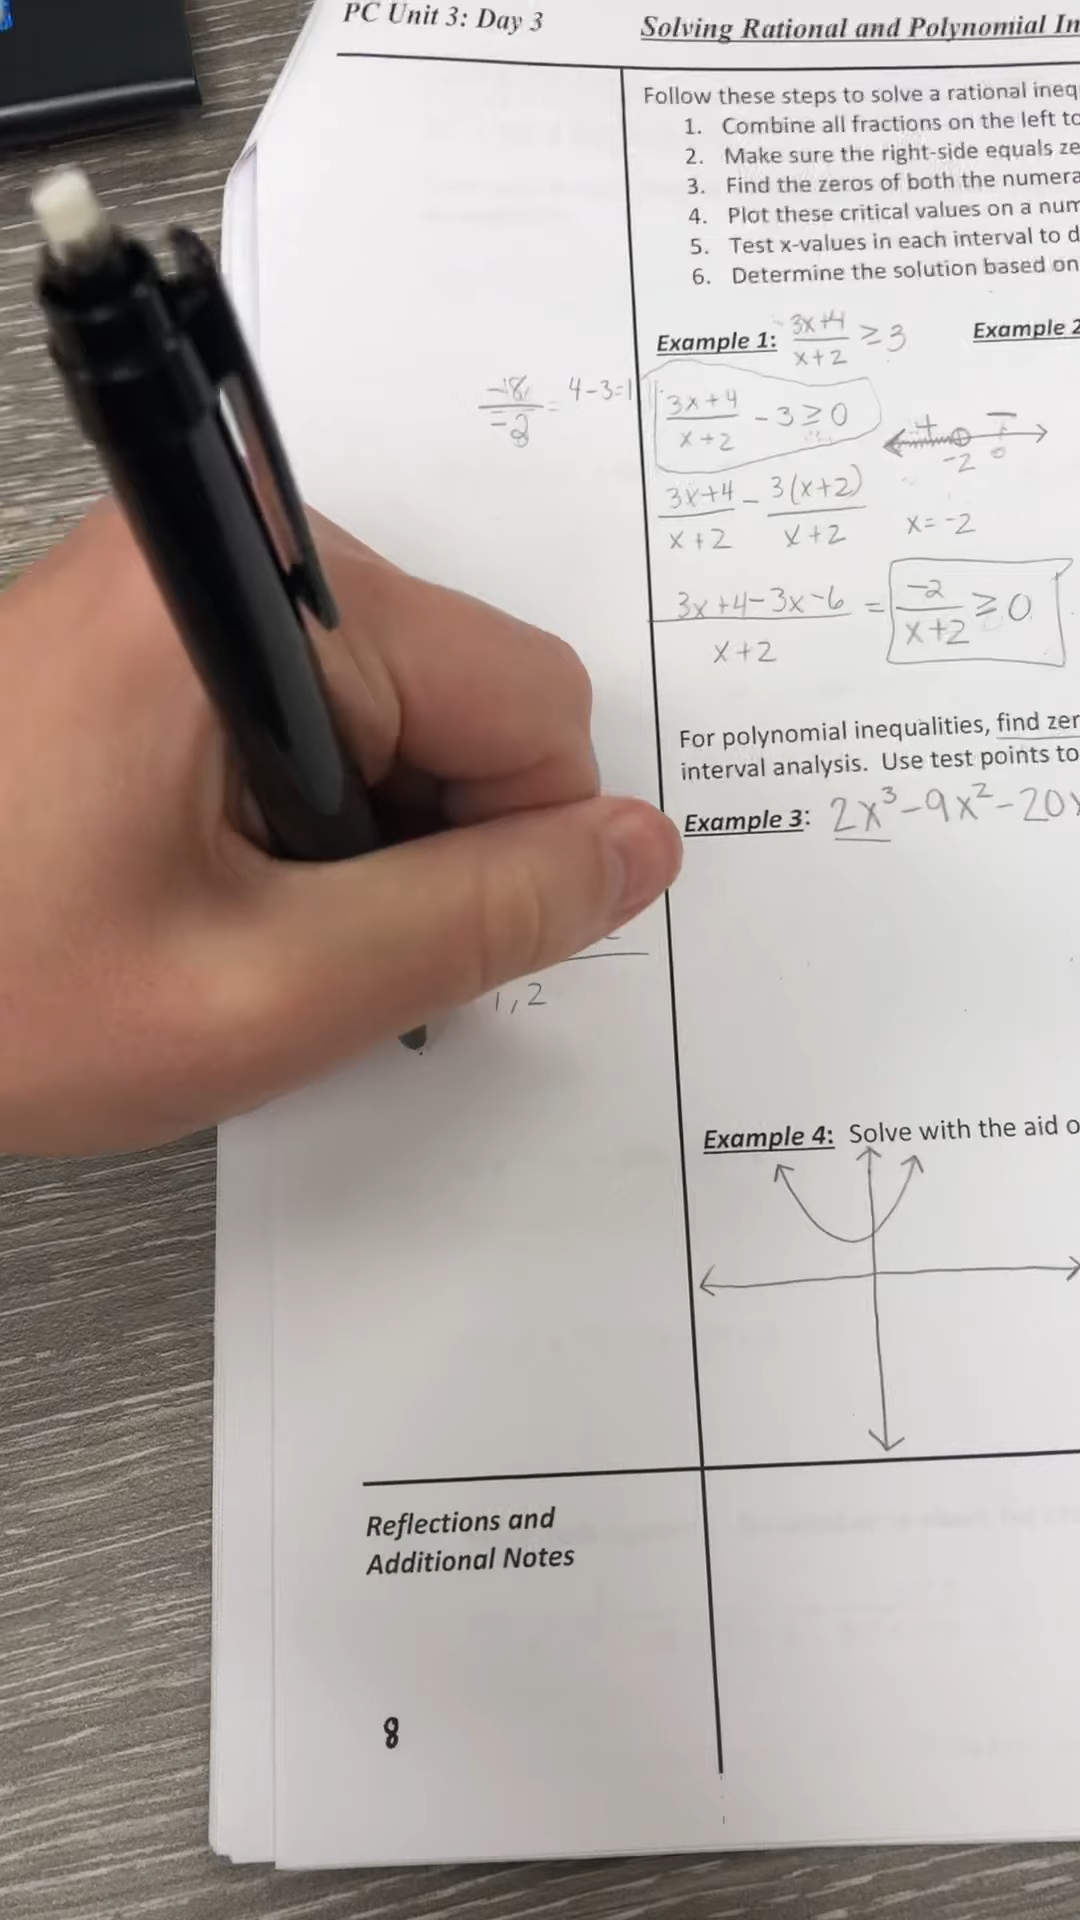 PC Unit 3: Day 3
Solving Rational and Polynomial In
Follow these steps to solve a rational ineq
1. Combine all fractions on the left to
2. Make sure the right-side equals ze
3. Find the zeros of both the numera
4. Plot these critical values on a num
5. Test x-values in each interval to d
6. Determine the solution based on
Example 1: 3x+4/x+2 ≥ 3
Example 2
4-3=1
3x+4/x+2 - 3 ≥ 0
+ -
-2 0
3x+4/x+2 - 3(x+2)/x+2
x=-2
3x+4-3x-6/x+2 = -2/x+2 ≥ 0
For polynomial inequalities, find zer
interval analysis. Use test points to
Example 3: 2x³-9x²-20x
1,2
Example 4: Solve with the aid o
Reflections and
Additional Notes
8